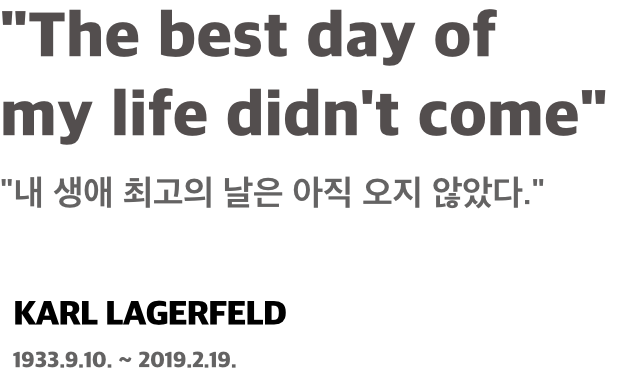 "The best day of
my life didn't come"
"내 생애 최고의 날은 아직 오지 않았다."
KARL LAGERFELD
1933.9.10. ~ 2019.2.19.